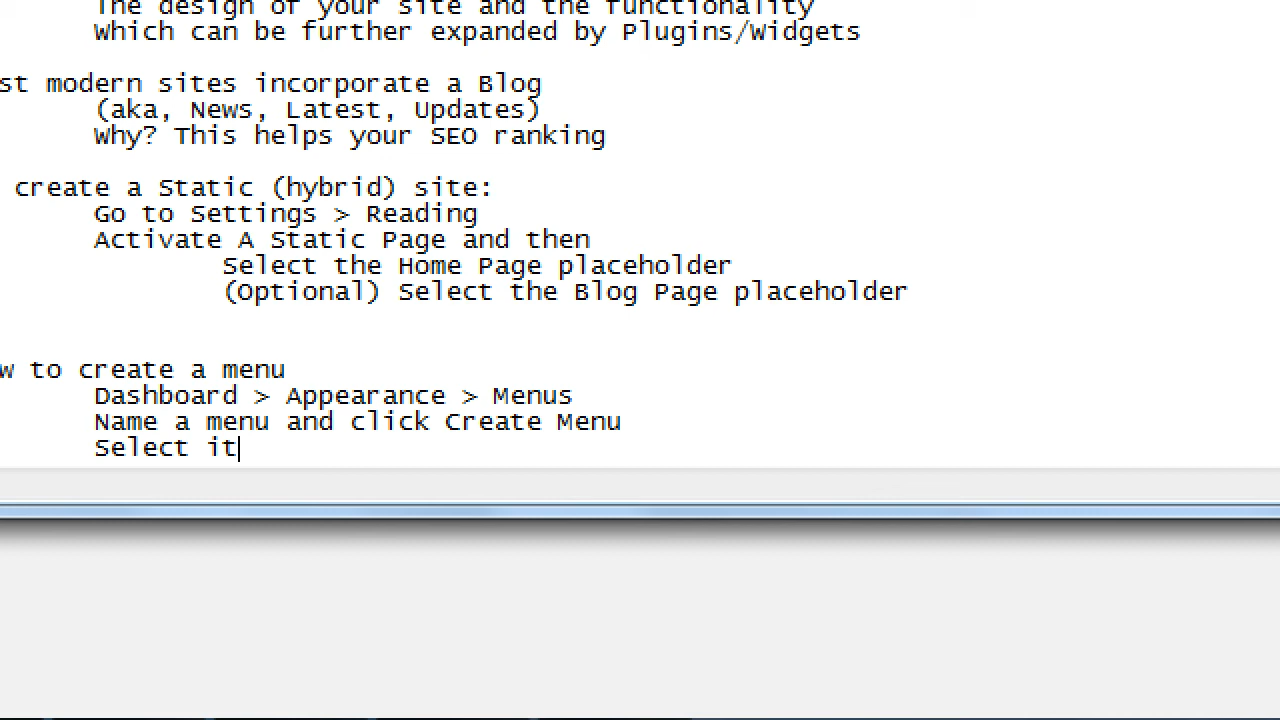 The design of your site and the functionality
Which can be further expanded by Plugins/Widgets
st modern sites incorporate a Blog
(aka, News, Latest, Updates)
Why? This helps your SEO ranking
create a Static (hybrid) site:
Go to Settings > Reading
Activate A Static Page and then
Select the Home Page placeholder
(Optional) Select the Blog Page placeholder
w to create a menu
Dashboard > Appearance > Menus
Name a menu and click Create Menu
Select it